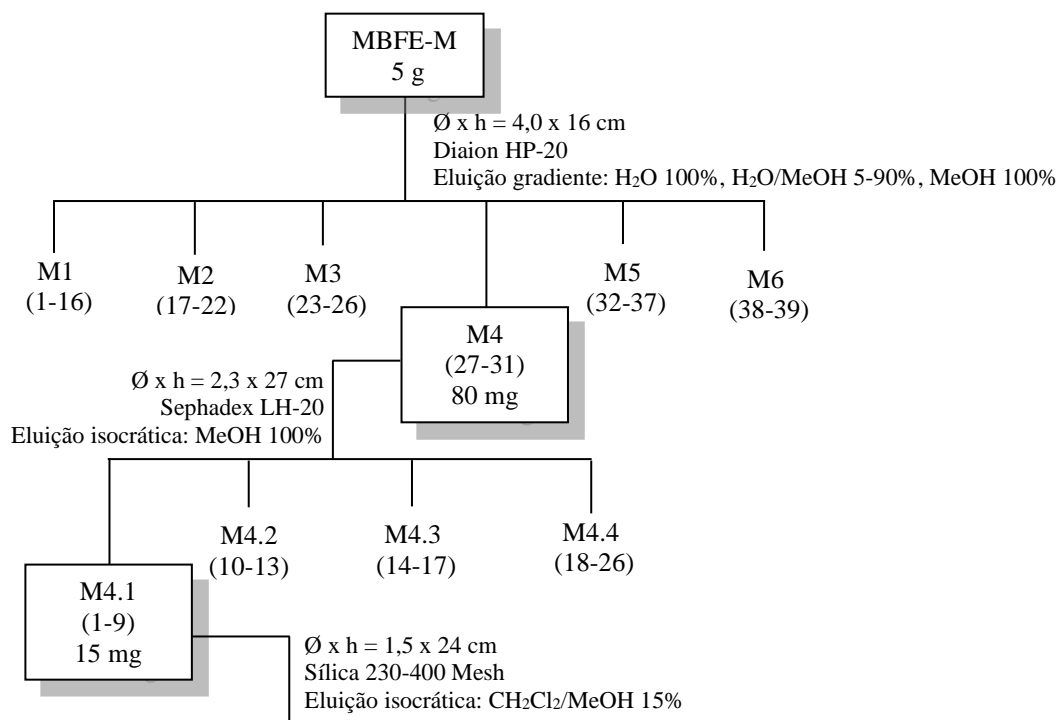 MBFE-M
5 g
Ø x h = 4,0 x 16 cm
Diaion HP-20
Eluição gradiente: H₂O 100%, H₂O/MeOH 5-90%, MeOH 100%
M1
(1-16)
M2
(17-22)
M3
(23-26)
M4
(27-31)
80 mg
M5
(32-37)
M6
(38-39)
Ø x h = 2,3 x 27 cm
Sephadex LH-20
Eluição isocrática: MeOH 100%
M4.1
(1-9)
15 mg
M4.2
(10-13)
M4.3
(14-17)
M4.4
(18-26)
Ø x h = 1,5 x 24 cm
Sílica 230-400 Mesh
Eluição isocrática: CH₂Cl₂/MeOH 15%